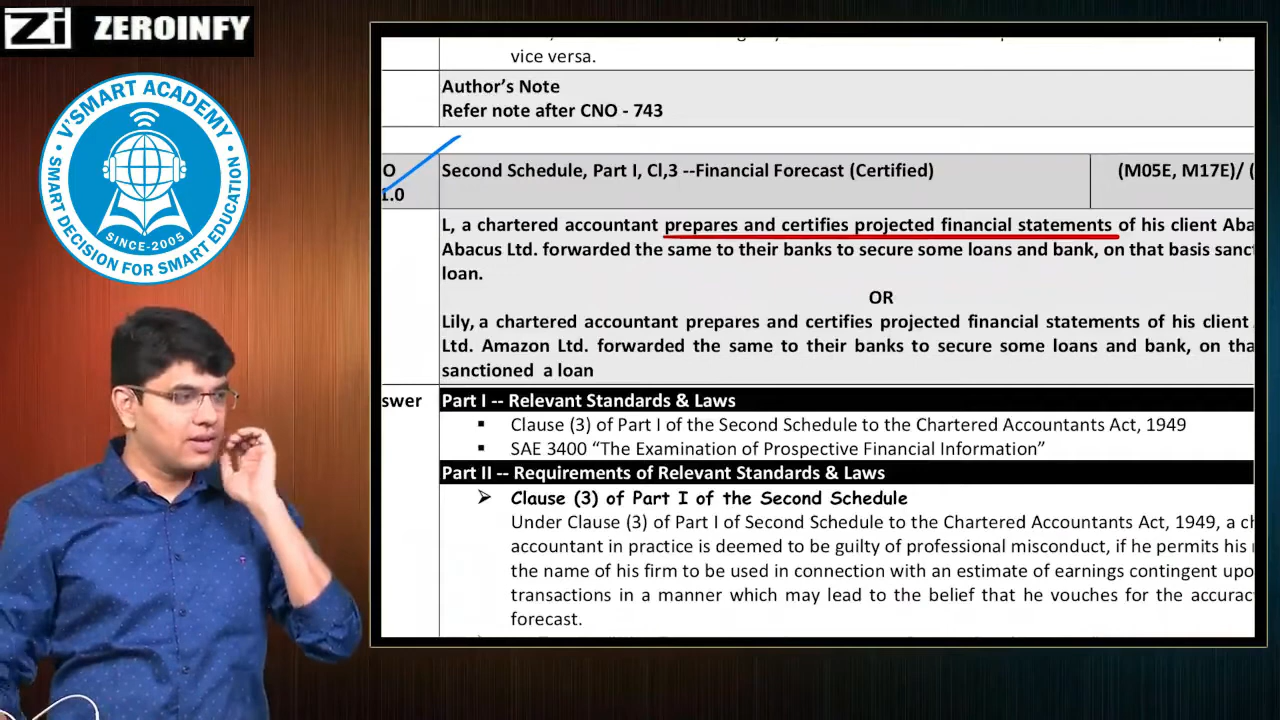 Zi ZEROINFY
V'SMART ACADEMY
SMART DECISION FOR SMART EDUCATION
SINCE-2005
vice versa.
Author's Note
Refer note after CNO - 743
O
1.0
Second Schedule, Part I, Cl,3 --Financial Forecast (Certified)
(M05E, M17E)/ (
L, a chartered accountant prepares and certifies projected financial statements of his client Aba
Abacus Ltd. forwarded the same to their banks to secure some loans and bank, on that basis sanct
loan.
OR
Lily, a chartered accountant prepares and certifies projected financial statements of his client
Ltd. Amazon Ltd. forwarded the same to their banks to secure some loans and bank, on tha
sanctioned a loan
swer
Part I -- Relevant Standards & Laws
▪ Clause (3) of Part I of the Second Schedule to the Chartered Accountants Act, 1949
▪ SAE 3400 “The Examination of Prospective Financial Information”
Part II -- Requirements of Relevant Standards & Laws
➢ Clause (3) of Part I of the Second Schedule
Under Clause (3) of Part I of Second Schedule to the Chartered Accountants Act, 1949, a ch
accountant in practice is deemed to be guilty of professional misconduct, if he permits his
the name of his firm to be used in connection with an estimate of earnings contingent upo
transactions in a manner which may lead to the belief that he vouches for the accurac
forecast.